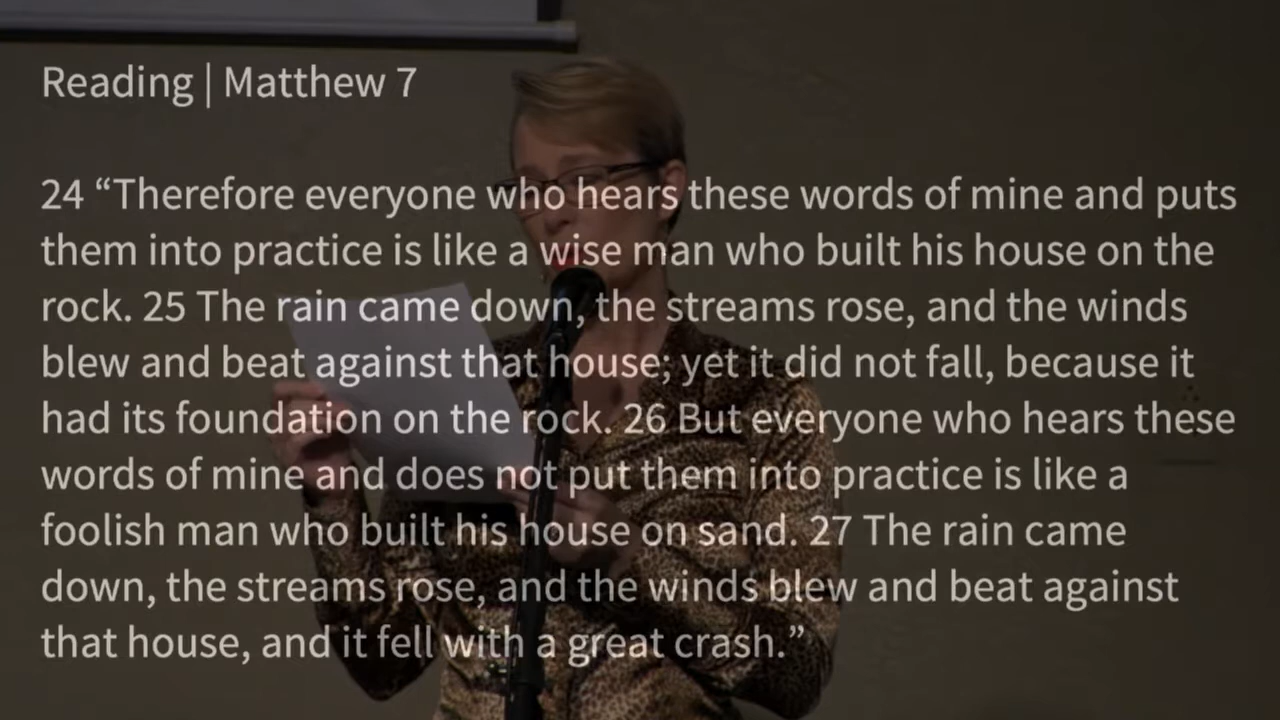 Reading | Matthew 7
24 “Therefore everyone who hears these words of mine and puts
them into practice is like a wise man who built his house on the
rock. 25 The rain came down, the streams rose, and the winds
blew and beat against that house; yet it did not fall, because it
had its foundation on the rock. 26 But everyone who hears these
words of mine and does not put them into practice is like a
foolish man who built his house on sand. 27 The rain came
down, the streams rose, and the winds blew and beat against
that house, and it fell with a great crash.”